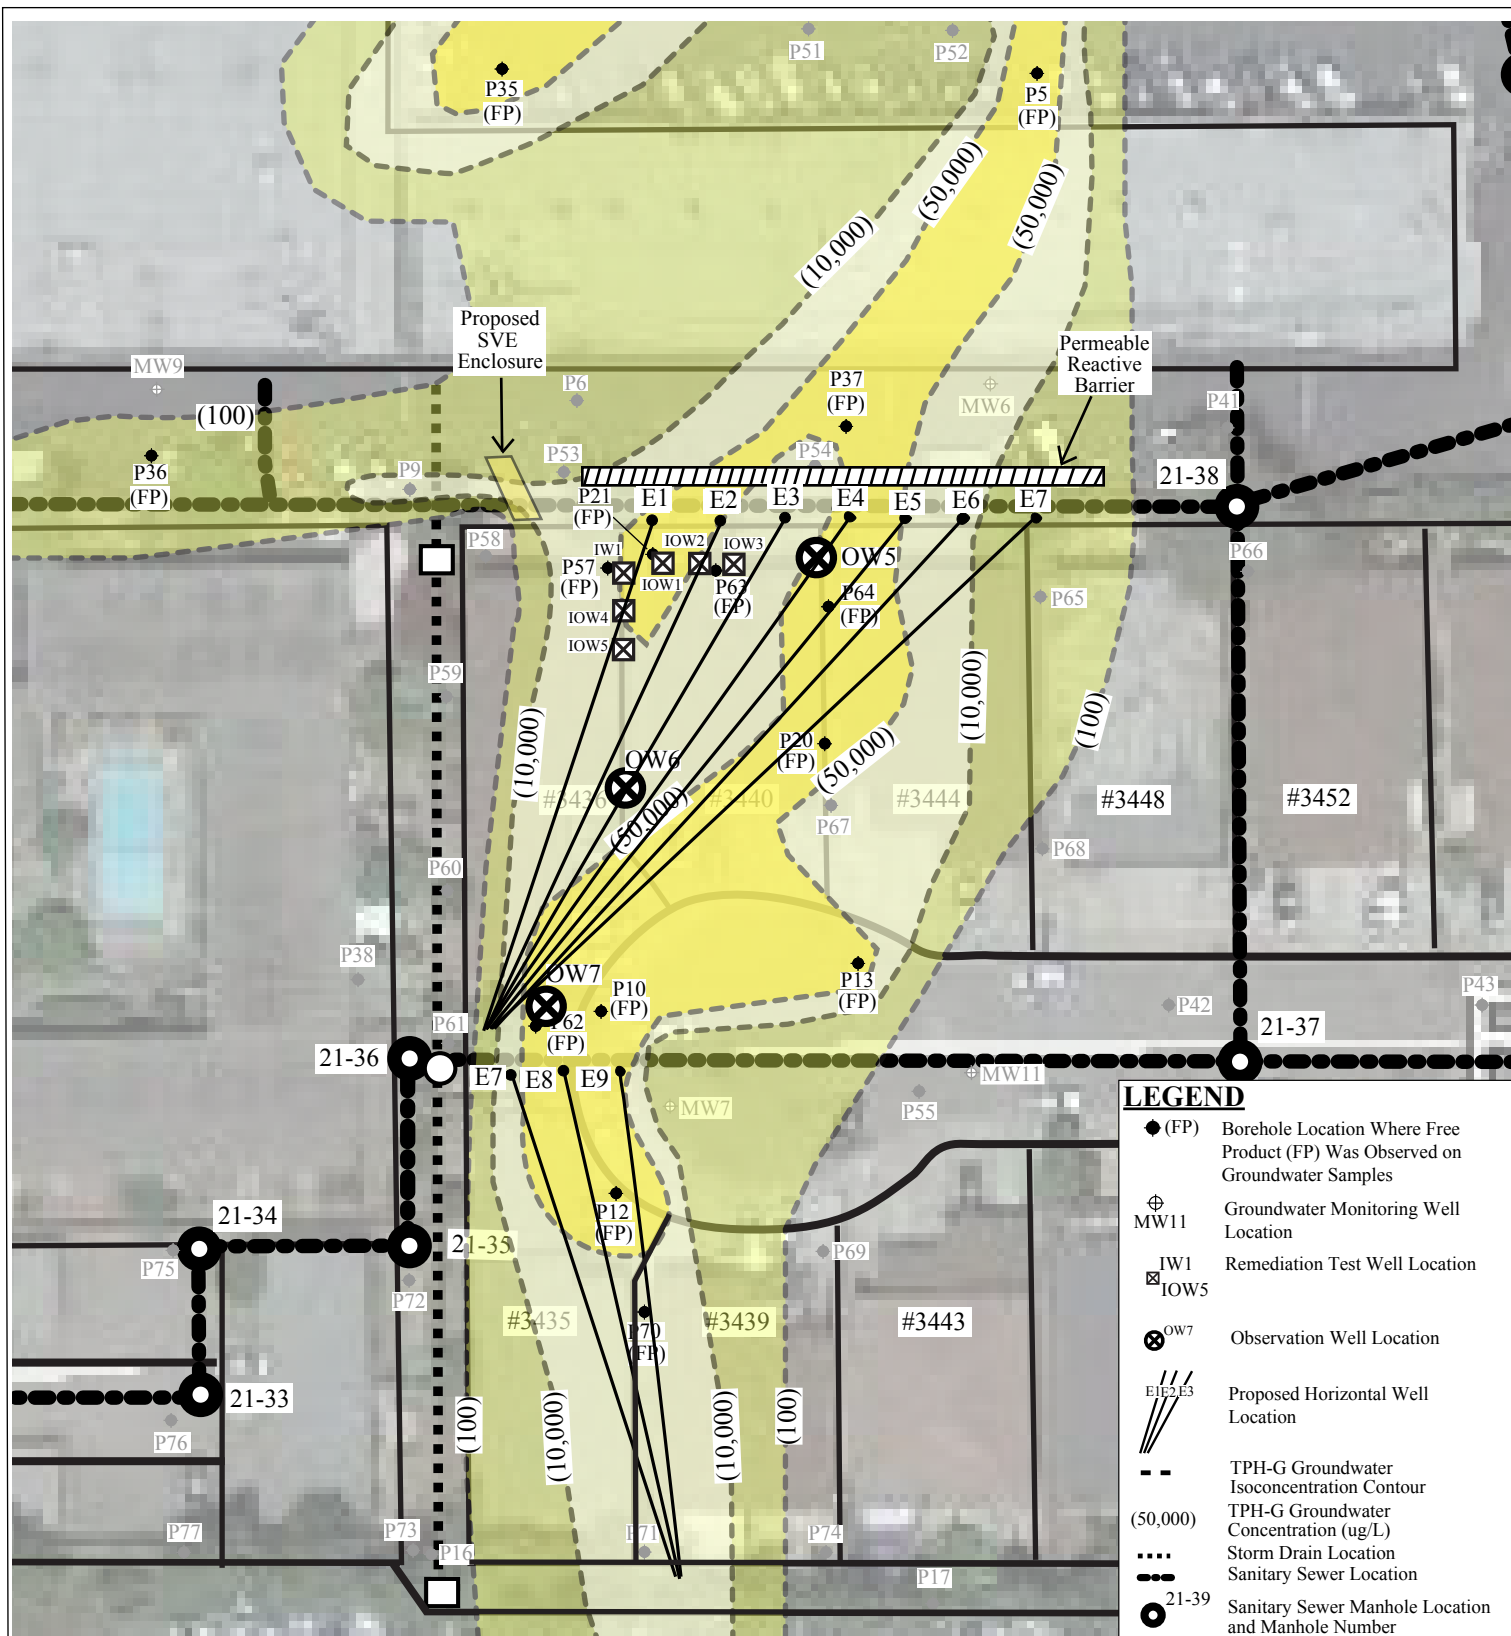 P51
P52
P35
(FP)
P5
(FP)
(50,000)
(50,000)
(10,000)
Proposed
SVE
Enclosure
Permeable
Reactive
Barrier
MW9
P6
P37
(FP)
MW6
P41
(100)
P36
(FP)
P9
P53
P54
21-38
P21
(FP)
E1
E2
E3
E4
E5
E6
E7
P58
IW1
IOW2
IOW3
OW5
P66
P57
(FP)
IOW1
P63
(FP)
P64
(FP)
P65
IOW4
IOW5
P59
(10,000)
(10,000)
(100)
P20
(FP)
(50,000)
OW6
#3436
(50,000)
#3440
#3444
#3448
#3452
P67
P60
P68
P38
OW7
P10
(FP)
P13
(FP)
P42
P43
P61
P62
(FP)
21-37
21-36
E7
E8
E9
MW11
P55
MW7
P12
(FP)
21-34
21-35
P69
P75
P72
#3435
#3439
#3443
P70
(FP)
21-33
P76
(100)
(10,000)
(10,000)
(100)
P77
P73
P16
P71
P74
P17
LEGEND
(FP)
Borehole Location Where Free
Product (FP) Was Observed on
Groundwater Samples
MW11
Groundwater Monitoring Well
Location
IW1
IOW5
Remediation Test Well Location
OW7
Observation Well Location
E1 E2 E3
Proposed Horizontal Well
Location
TPH-G Groundwater
Isoconcentration Contour
(50,000)
TPH-G Groundwater
Concentration (ug/L)
Storm Drain Location
Sanitary Sewer Location
21-39
Sanitary Sewer Manhole Location
and Manhole Number